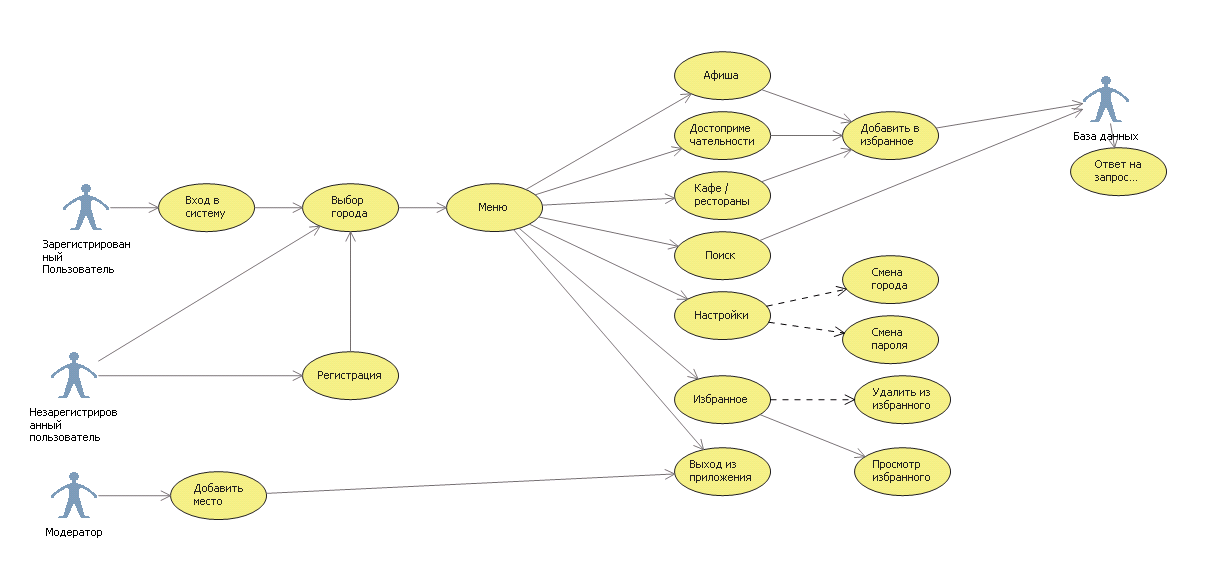 Афиша
Достоприме
чательности
Добавить в
избранное
База данных
Ответ на
запрос...
Вход в
систему
Выбор
города
Меню
Кафе /
рестораны
Зарегистрирован
ный
Пользователь
Поиск
Смена
города
Настройки
Смена
пароля
Регистрация
Незарегистриров
анный
пользователь
Избранное
Удалить из
избранного
Выход из
приложения
Просмотр
избранного
Добавить
место
Модератор